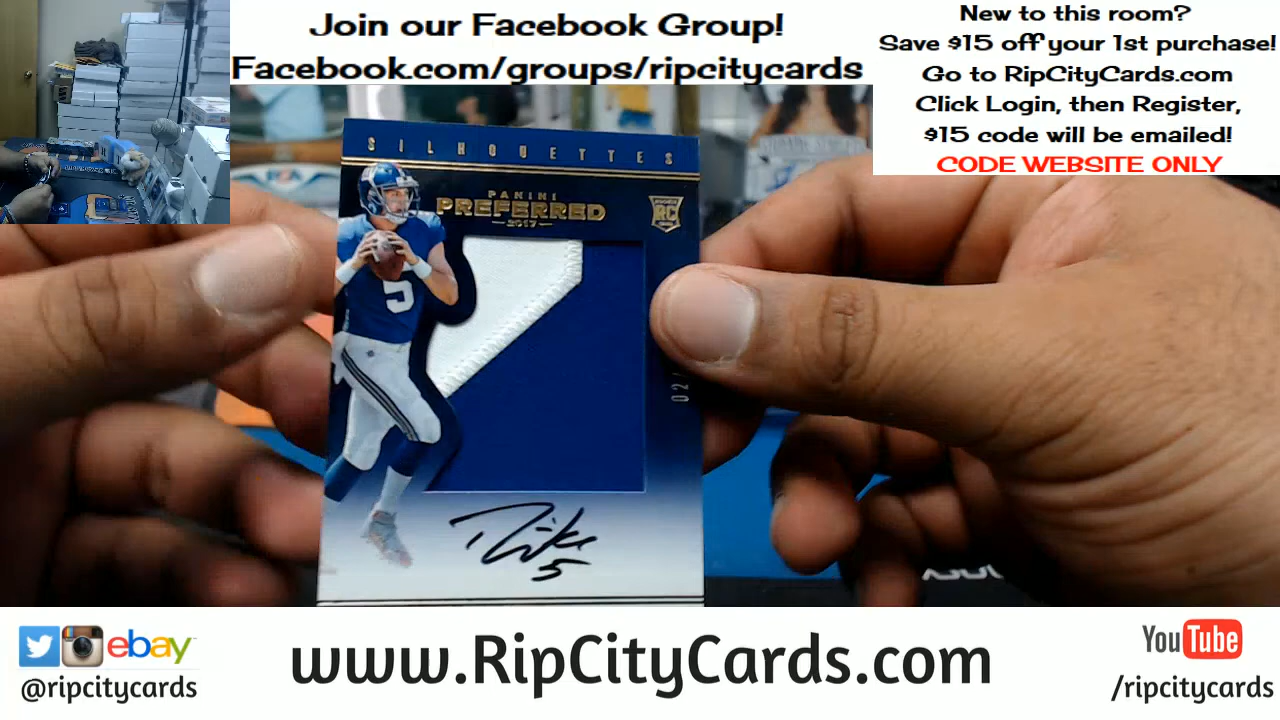 Join our Facebook Group!
Facebook.com/groups/ripcitycards
New to this room?
Save $15 off your 1st purchase!
Go to RipCityCards.com
Click Login, then Register,
$15 code will be emailed!
CODE WEBSITE ONLY
SILHOUETTES
PANINI
PREFERRED
2017
RC
5
02
5
ebay
@ripcitycards
www.RipCityCards.com
YouTube
/ripcitycards